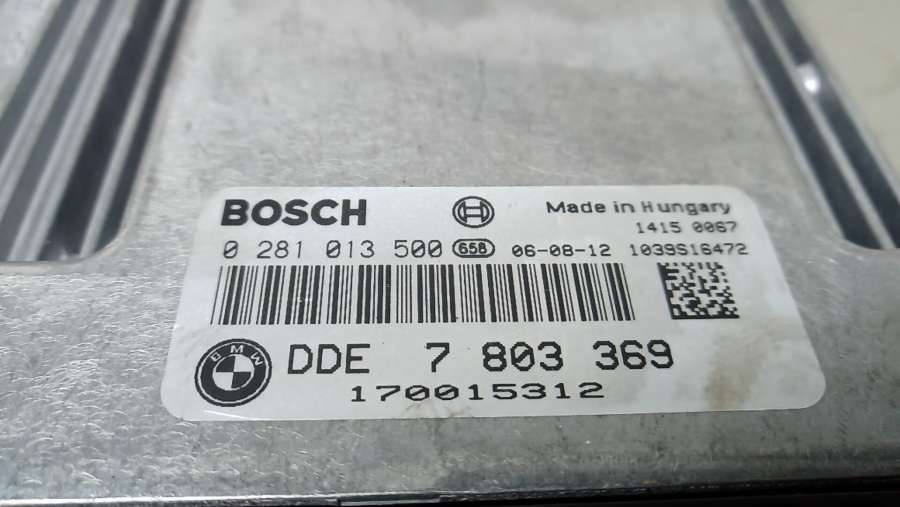 BOSCH Made in Hungary
1415 0067
0 281 013 500 658 06-08-12 1039S16472
BMW DDE 7 803 369
170015312